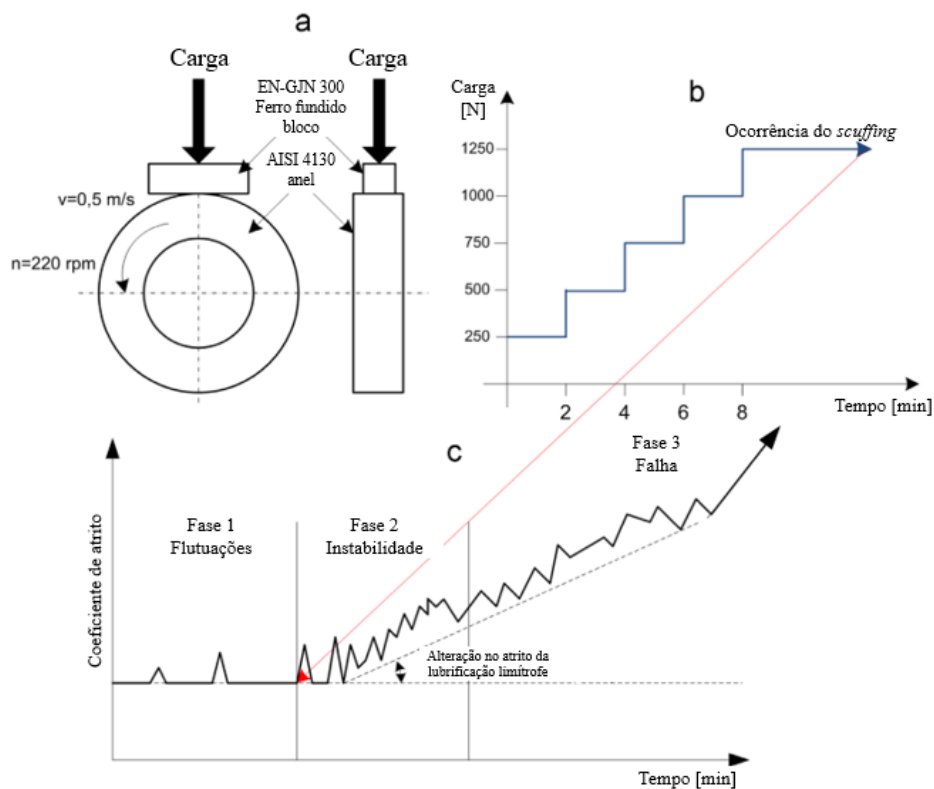 a
Carga
Carga
EN-GJN 300
Ferro fundido
bloco
AISI 4130
anel
v=0,5 m/s
n=220 rpm
b
Carga
[N]
Ocorrência do scuffing
1250
1000
750
500
250
2
4
6
8
Tempo [min]
c
Coeficiente de atrito
Fase 1
Flutuações
Fase 2
Instabilidade
Fase 3
Falha
Alteração no atrito da
lubrificação limítrofe
Tempo [min]